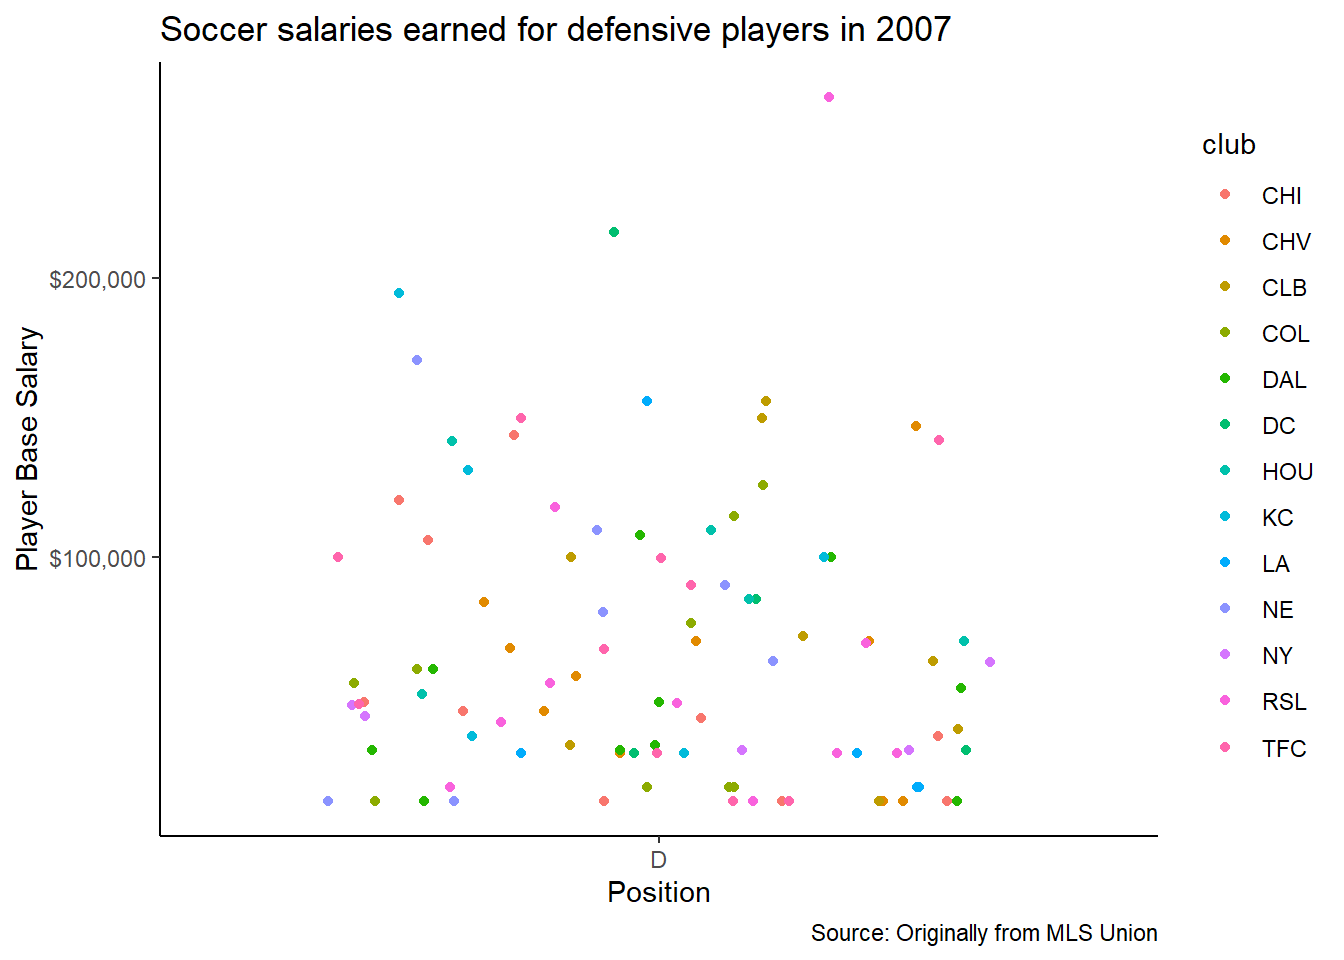 Soccer salaries earned for defensive players in 2007
Player Base Salary
$200,000
$100,000
D
Position
club
CHI
CHV
CLB
COL
DAL
DC
HOU
KC
LA
NE
NY
RSL
TFC
Source: Originally from MLS Union